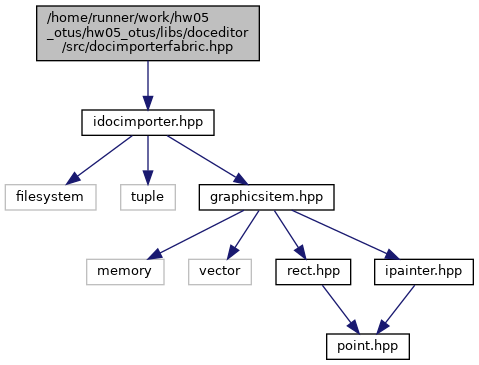 /home/runner/work/hw05
_otus/hw05_otus/libs/doceditor
/src/docimporterfabric.hpp
idocimporter.hpp
filesystem
tuple
graphicsitem.hpp
memory
vector
rect.hpp
ipainter.hpp
point.hpp